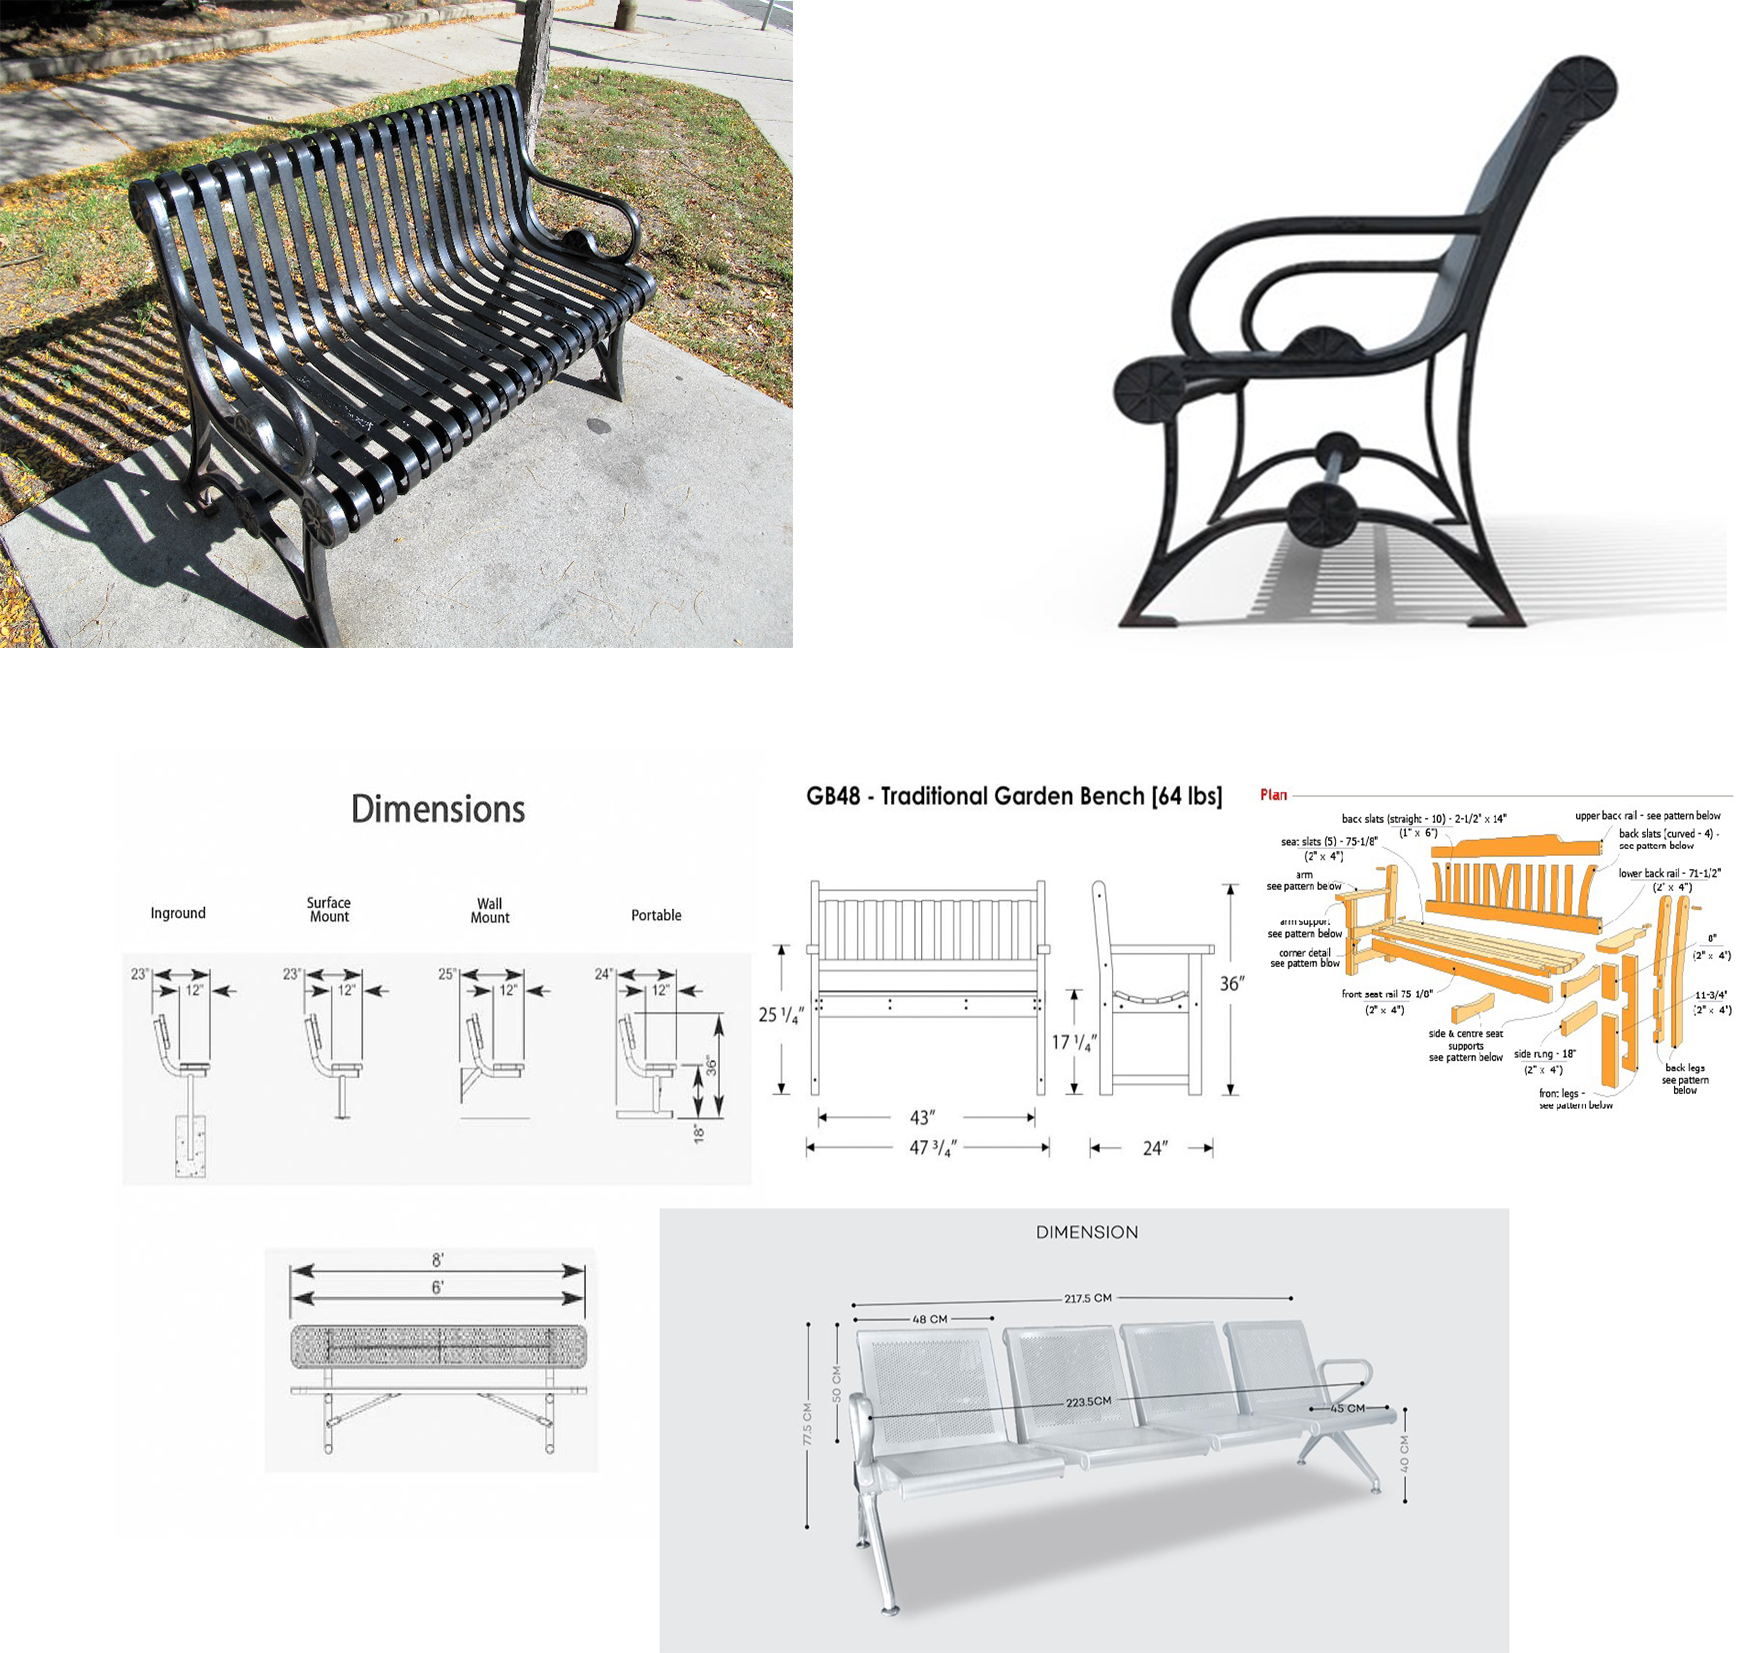 Dimensions
Inground
Surface
Mount
Wall
Mount
Portable
23"
12"
23"
12"
25"
12"
24"
12"
36"
18"
8'
6'
GB48 - Traditional Garden Bench [64 lbs]
25 1/4"
17 1/4"
36"
43"
47 3/4"
24"
Plan
back slats (straight - 10) - 2-1/2" x 14"
(1" x 6")
seat slats (5) - 75-1/8"
(2" x 4")
arm
see pattern below
arm support
see pattern below
corner detail
see pattern blow
front seat rail 75 1/8"
(2" x 4")
upper back rail - see pattern below
back slats (curved - 4) -
see pattern below
lower back rail - 71-1/2"
(2" x 4")
8"
(2" x 4")
11-3/4"
(2" x 4")
side & centre seat
supports
see pattern below
side rung - 18"
(2" x 4")
back legs
see pattern
below
front legs -
see pattern below
DIMENSION
217.5 CM
48 CM
50 CM
77.5 CM
223.5CM
45 CM
40 CM